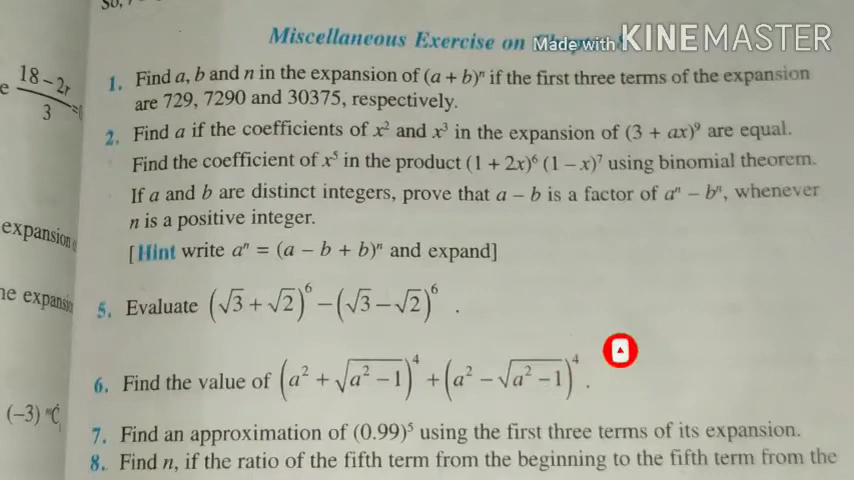 So,
Miscellaneous Exercise on
Made with KINEMASTER
e 18 – 2r / 3 =
1. Find a, b and n in the expansion of (a + b)ⁿ if the first three terms of the expansion
are 729, 7290 and 30375, respectively.
2. Find a if the coefficients of x² and x³ in the expansion of (3 + ax)⁹ are equal.
Find the coefficient of x⁵ in the product (1 + 2x)⁶ (1 – x)⁷ using binomial theorem.
If a and b are distinct integers, prove that a – b is a factor of aⁿ – bⁿ, whenever
n is a positive integer.
[Hint write aⁿ = (a – b + b)ⁿ and expand]
expansion
he expansion
5. Evaluate (√3 + √2)⁶ – (√3 – √2)⁶ .
6. Find the value of (a² + √(a² – 1))⁴ + (a² – √(a² – 1))⁴ .
(–3) ᵐC
7. Find an approximation of (0.99)⁵ using the first three terms of its expansion.
8. Find n, if the ratio of the fifth term from the beginning to the fifth term from the